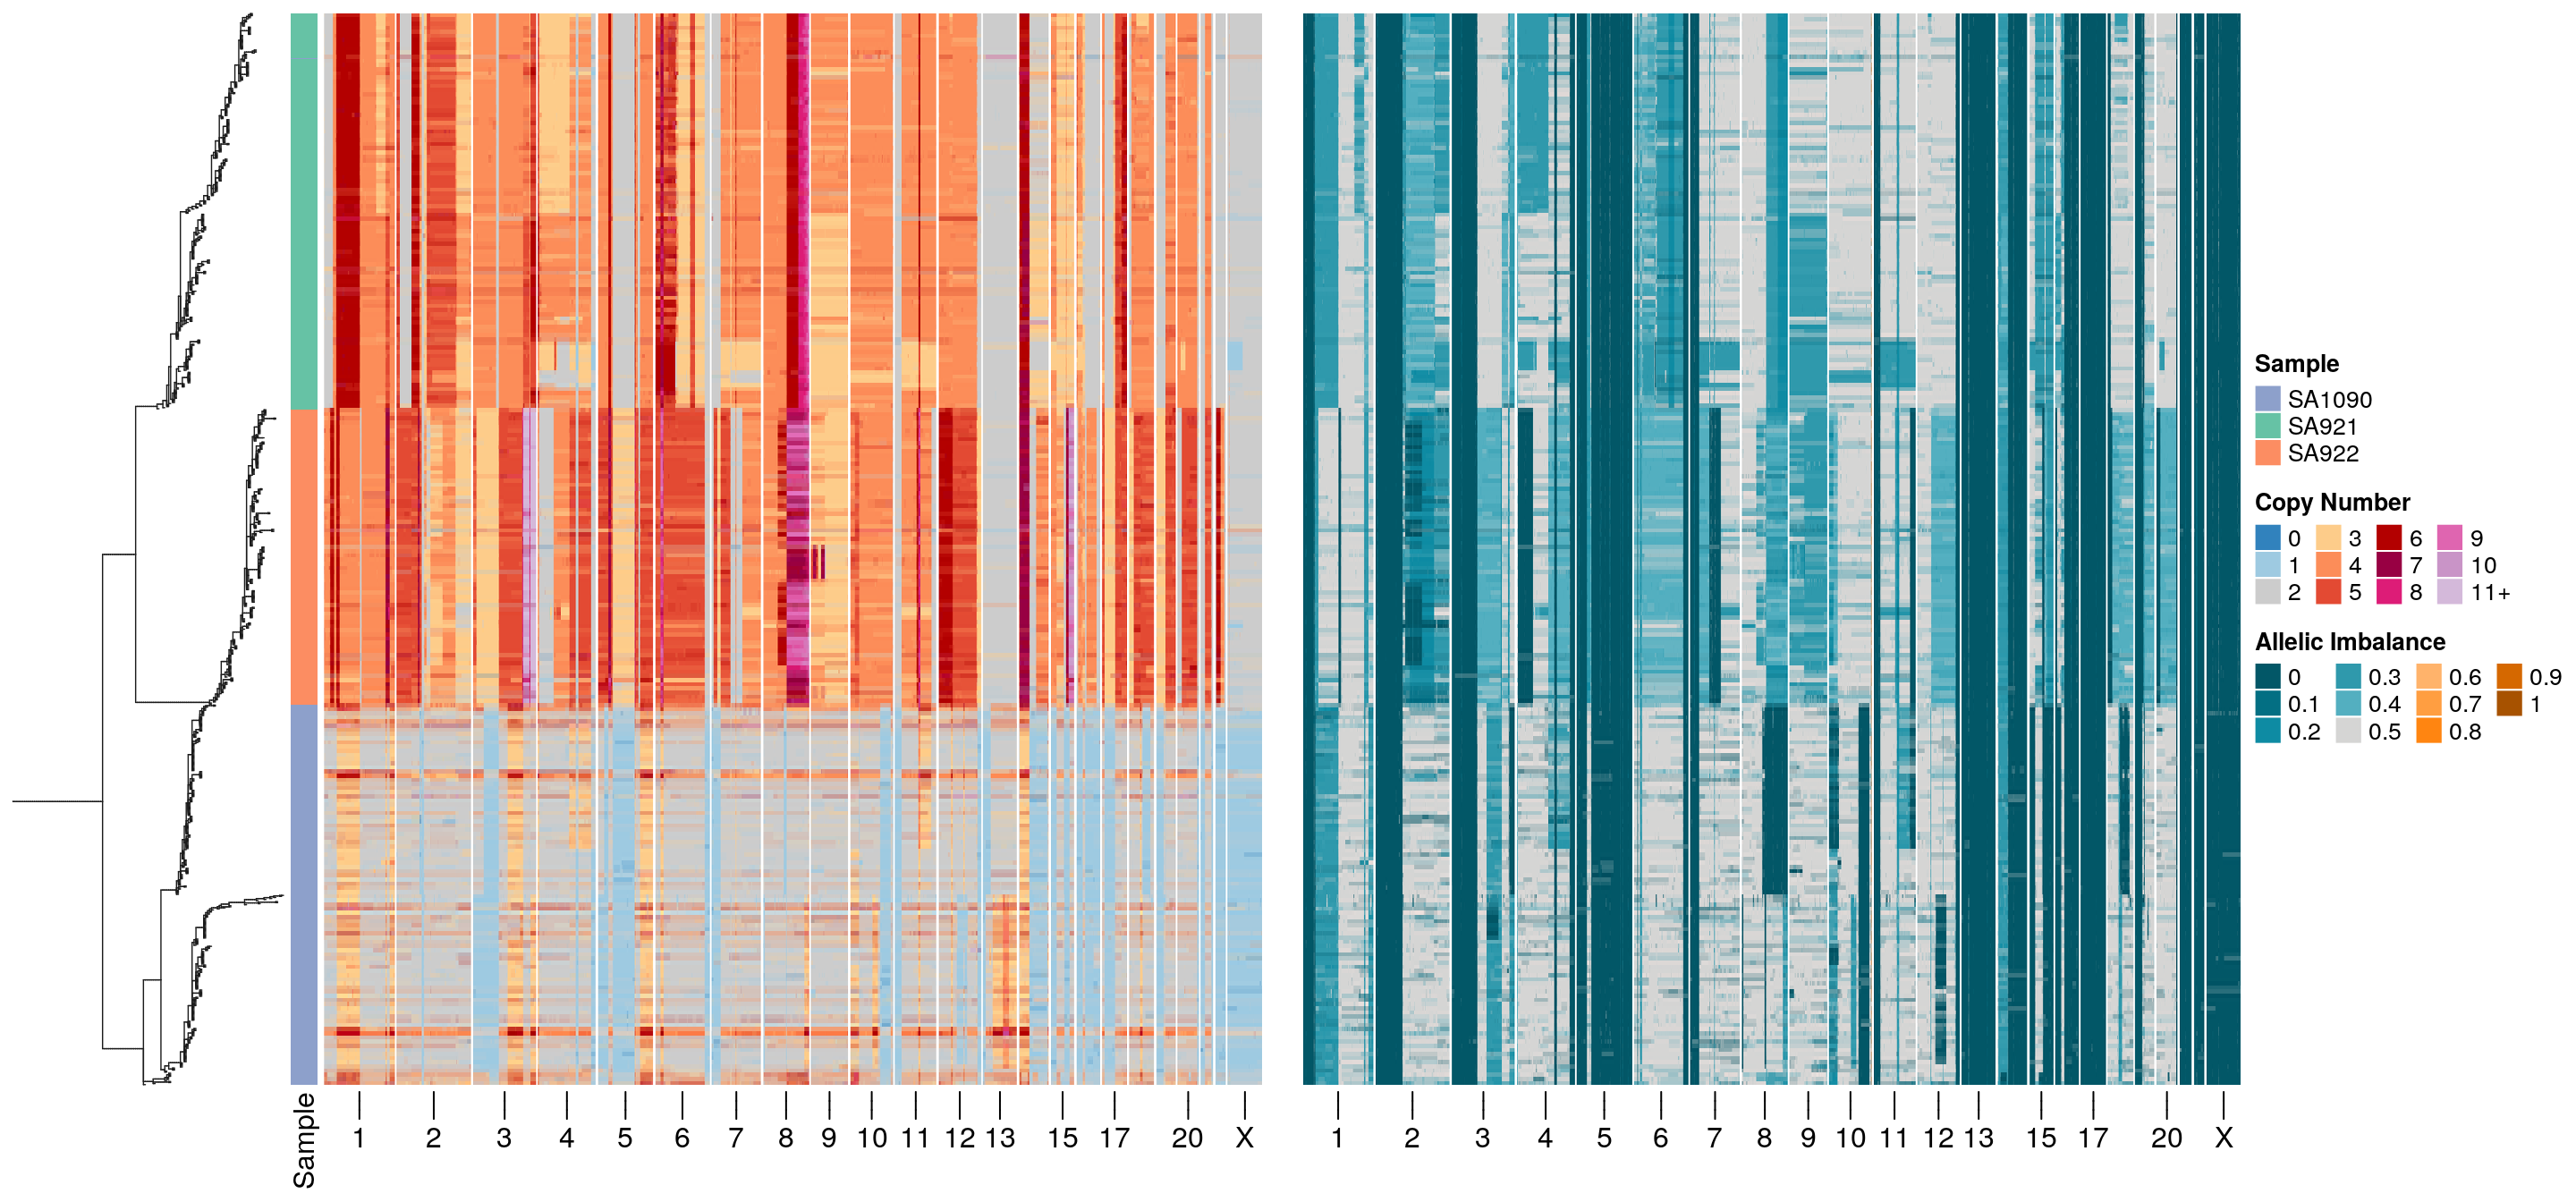 Sample
SA1090
SA921
SA922
Copy Number
0 3 6 9
1 4 7 10
2 5 8 11+
Allelic Imbalance
0 0.3 0.6 0.9
0.1 0.4 0.7 1
0.2 0.5 0.8
Sample
1 2 3 4 5 6 7 8 9 10 11 12 13 15 17 20 X
1 2 3 4 5 6 7 8 9 10 11 12 13 15 17 20 X